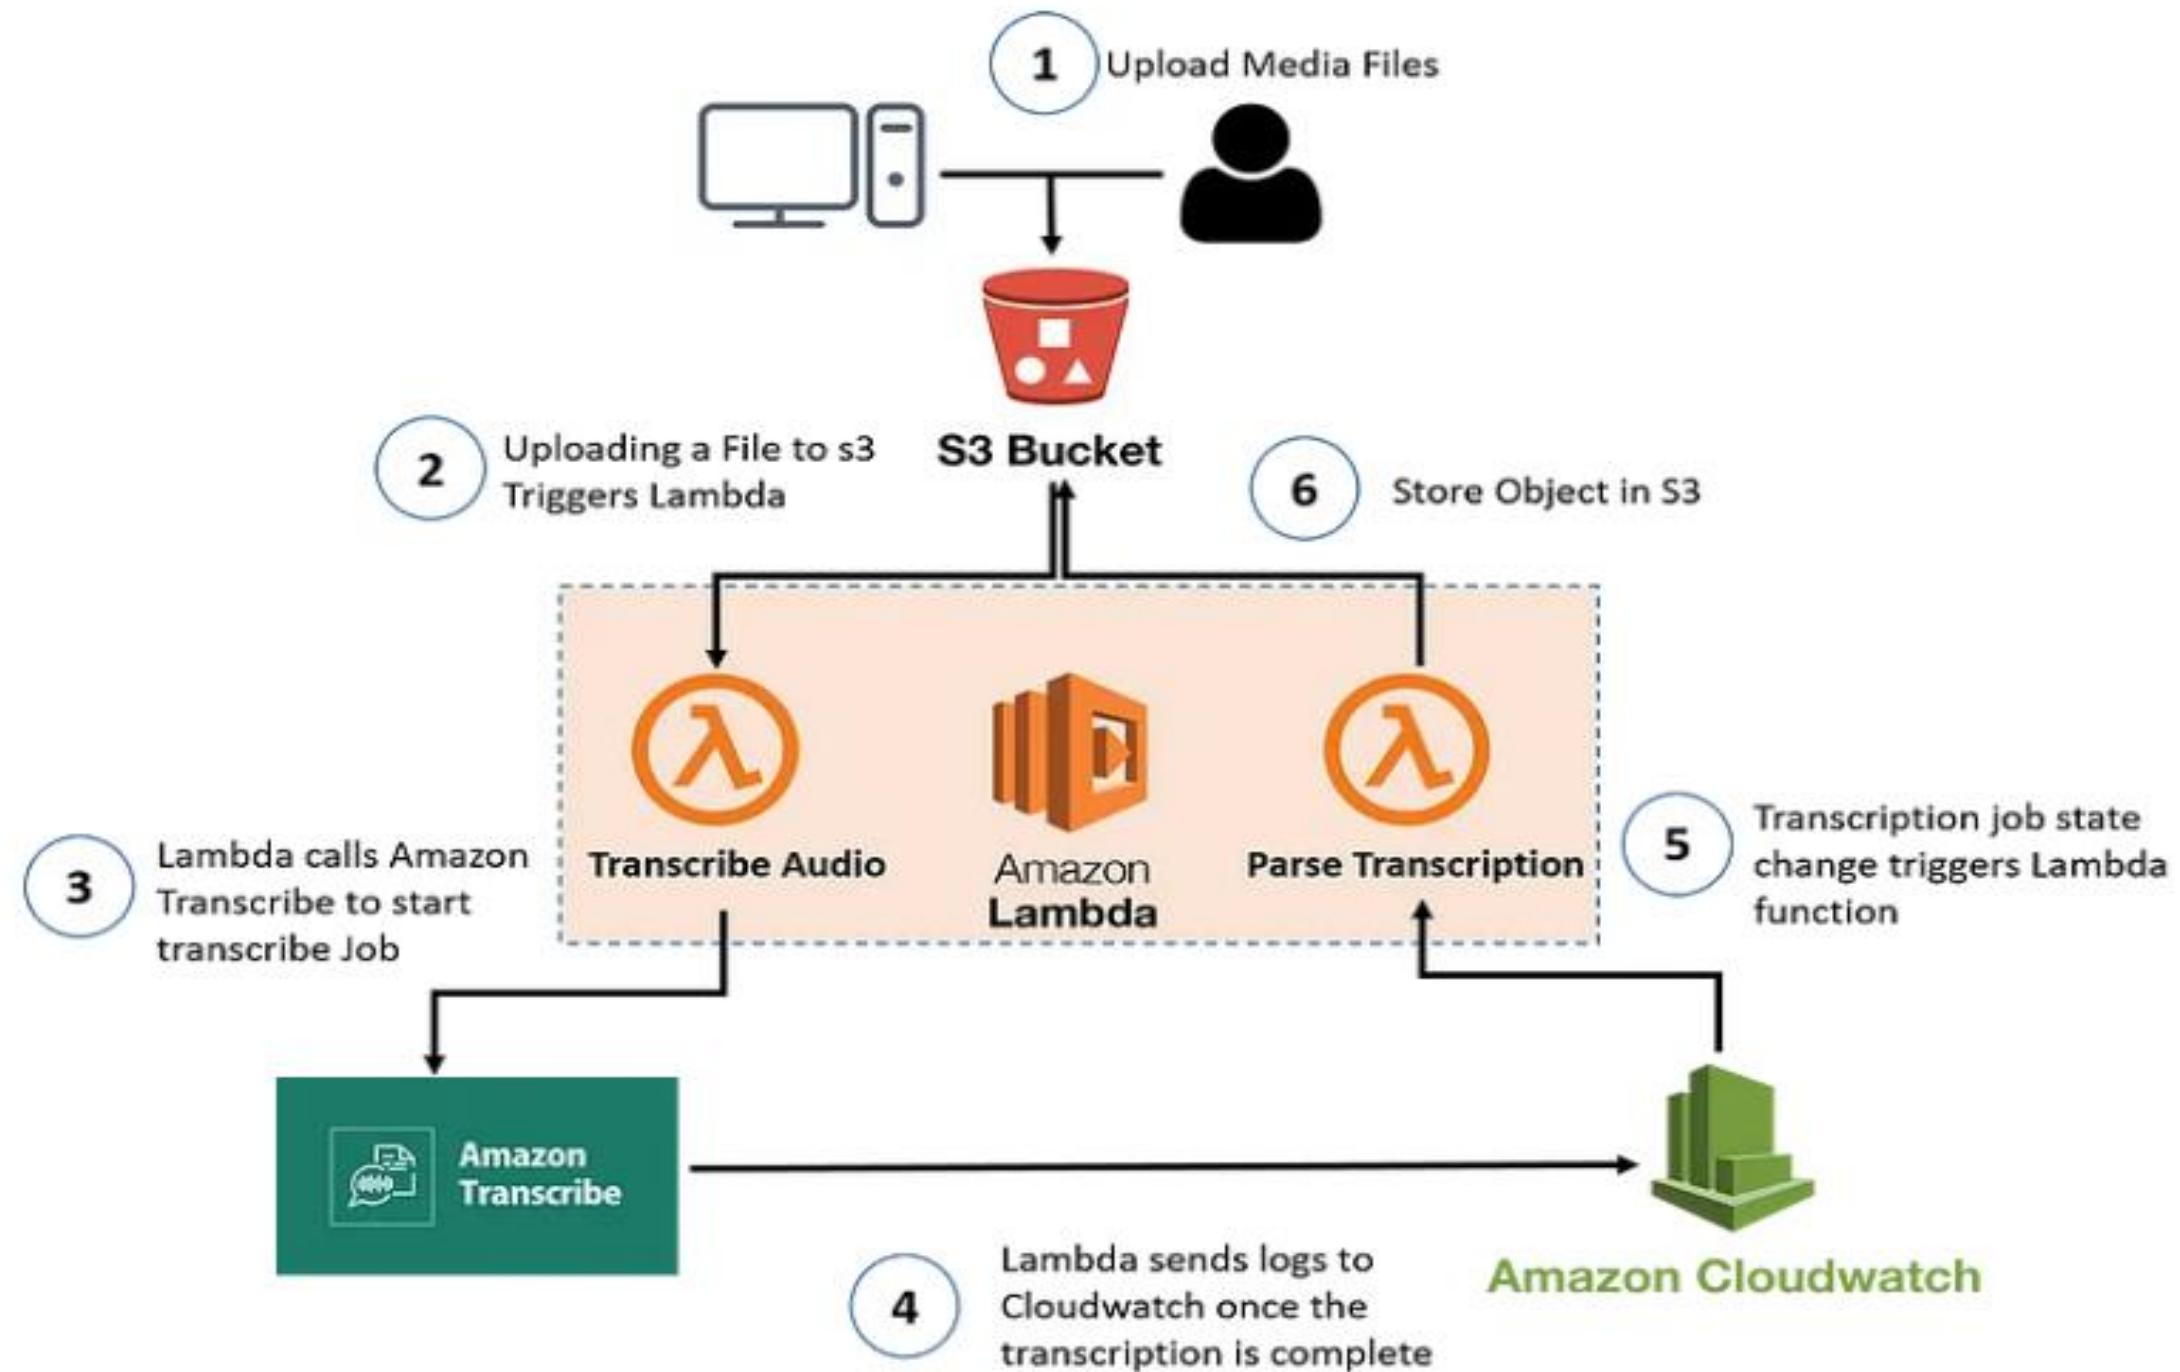 1
Upload Media Files
2
Uploading a File to s3
Triggers Lambda
S3 Bucket
6
Store Object in S3
3
Lambda calls Amazon
Transcribe to start
transcribe Job
λ
Transcribe Audio
Amazon
Lambda
λ
Parse Transcription
5
Transcription job state
change triggers Lambda
function
Amazon
Transcribe
4
Lambda sends logs to
Cloudwatch once the
transcription is complete
Amazon Cloudwatch